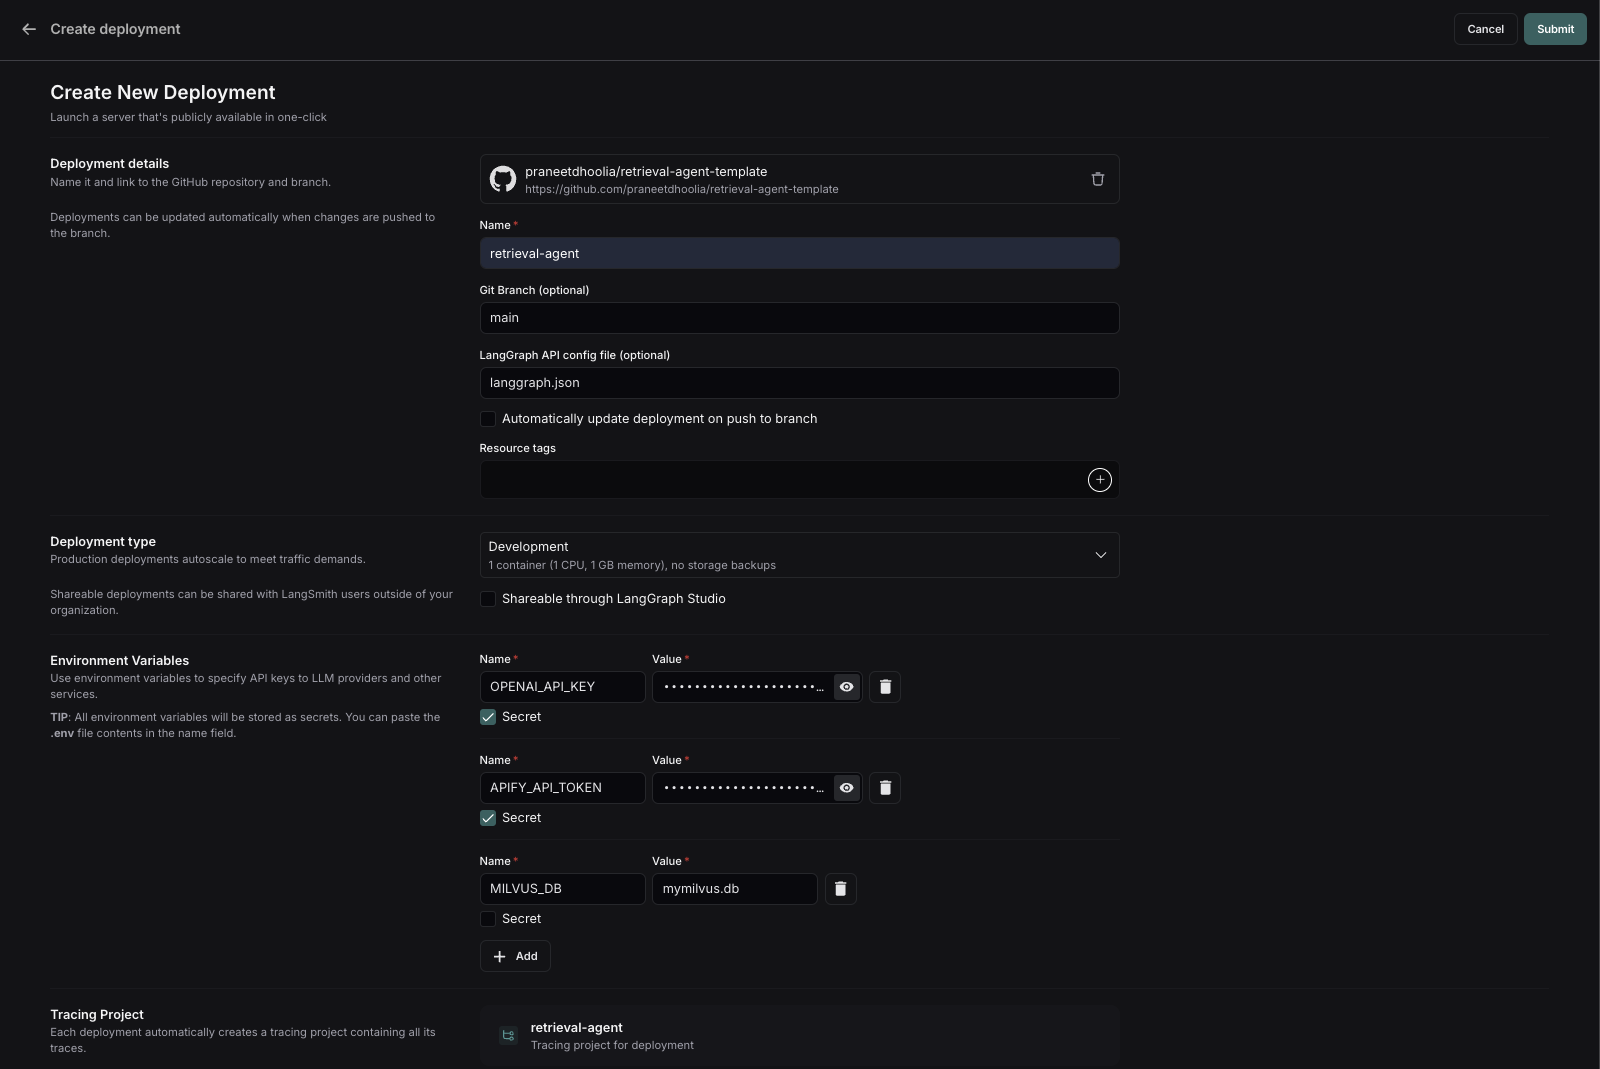 Create deployment
Cancel
Submit
Create New Deployment
Launch a server that's publicly available in one-click
Deployment details
Name it and link to the GitHub repository and branch.
Deployments can be updated automatically when changes are pushed to
the branch.
praneetdhoolia/retrieval-agent-template
https://github.com/praneetdhoolia/retrieval-agent-template
Name *
retrieval-agent
Git Branch (optional)
main
LangGraph API config file (optional)
langgraph.json
Automatically update deployment on push to branch
Resource tags
Deployment type
Production deployments autoscale to meet traffic demands.
Shareable deployments can be shared with LangSmith users outside of your
organization.
Development
1 container (1 CPU, 1 GB memory), no storage backups
Shareable through LangGraph Studio
Environment Variables
Use environment variables to specify API keys to LLM providers and other
services.
TIP: All environment variables will be stored as secrets. You can paste the
.env file contents in the name field.
Name * Value *
OPENAI_API_KEY ••••••••••••••••••••...
Secret
Name * Value *
APIFY_API_TOKEN ••••••••••••••••••••...
Secret
Name * Value *
MILVUS_DB mymilvus.db
Secret
+ Add
Tracing Project
Each deployment automatically creates a tracing project containing all its
traces.
retrieval-agent
Tracing project for deployment